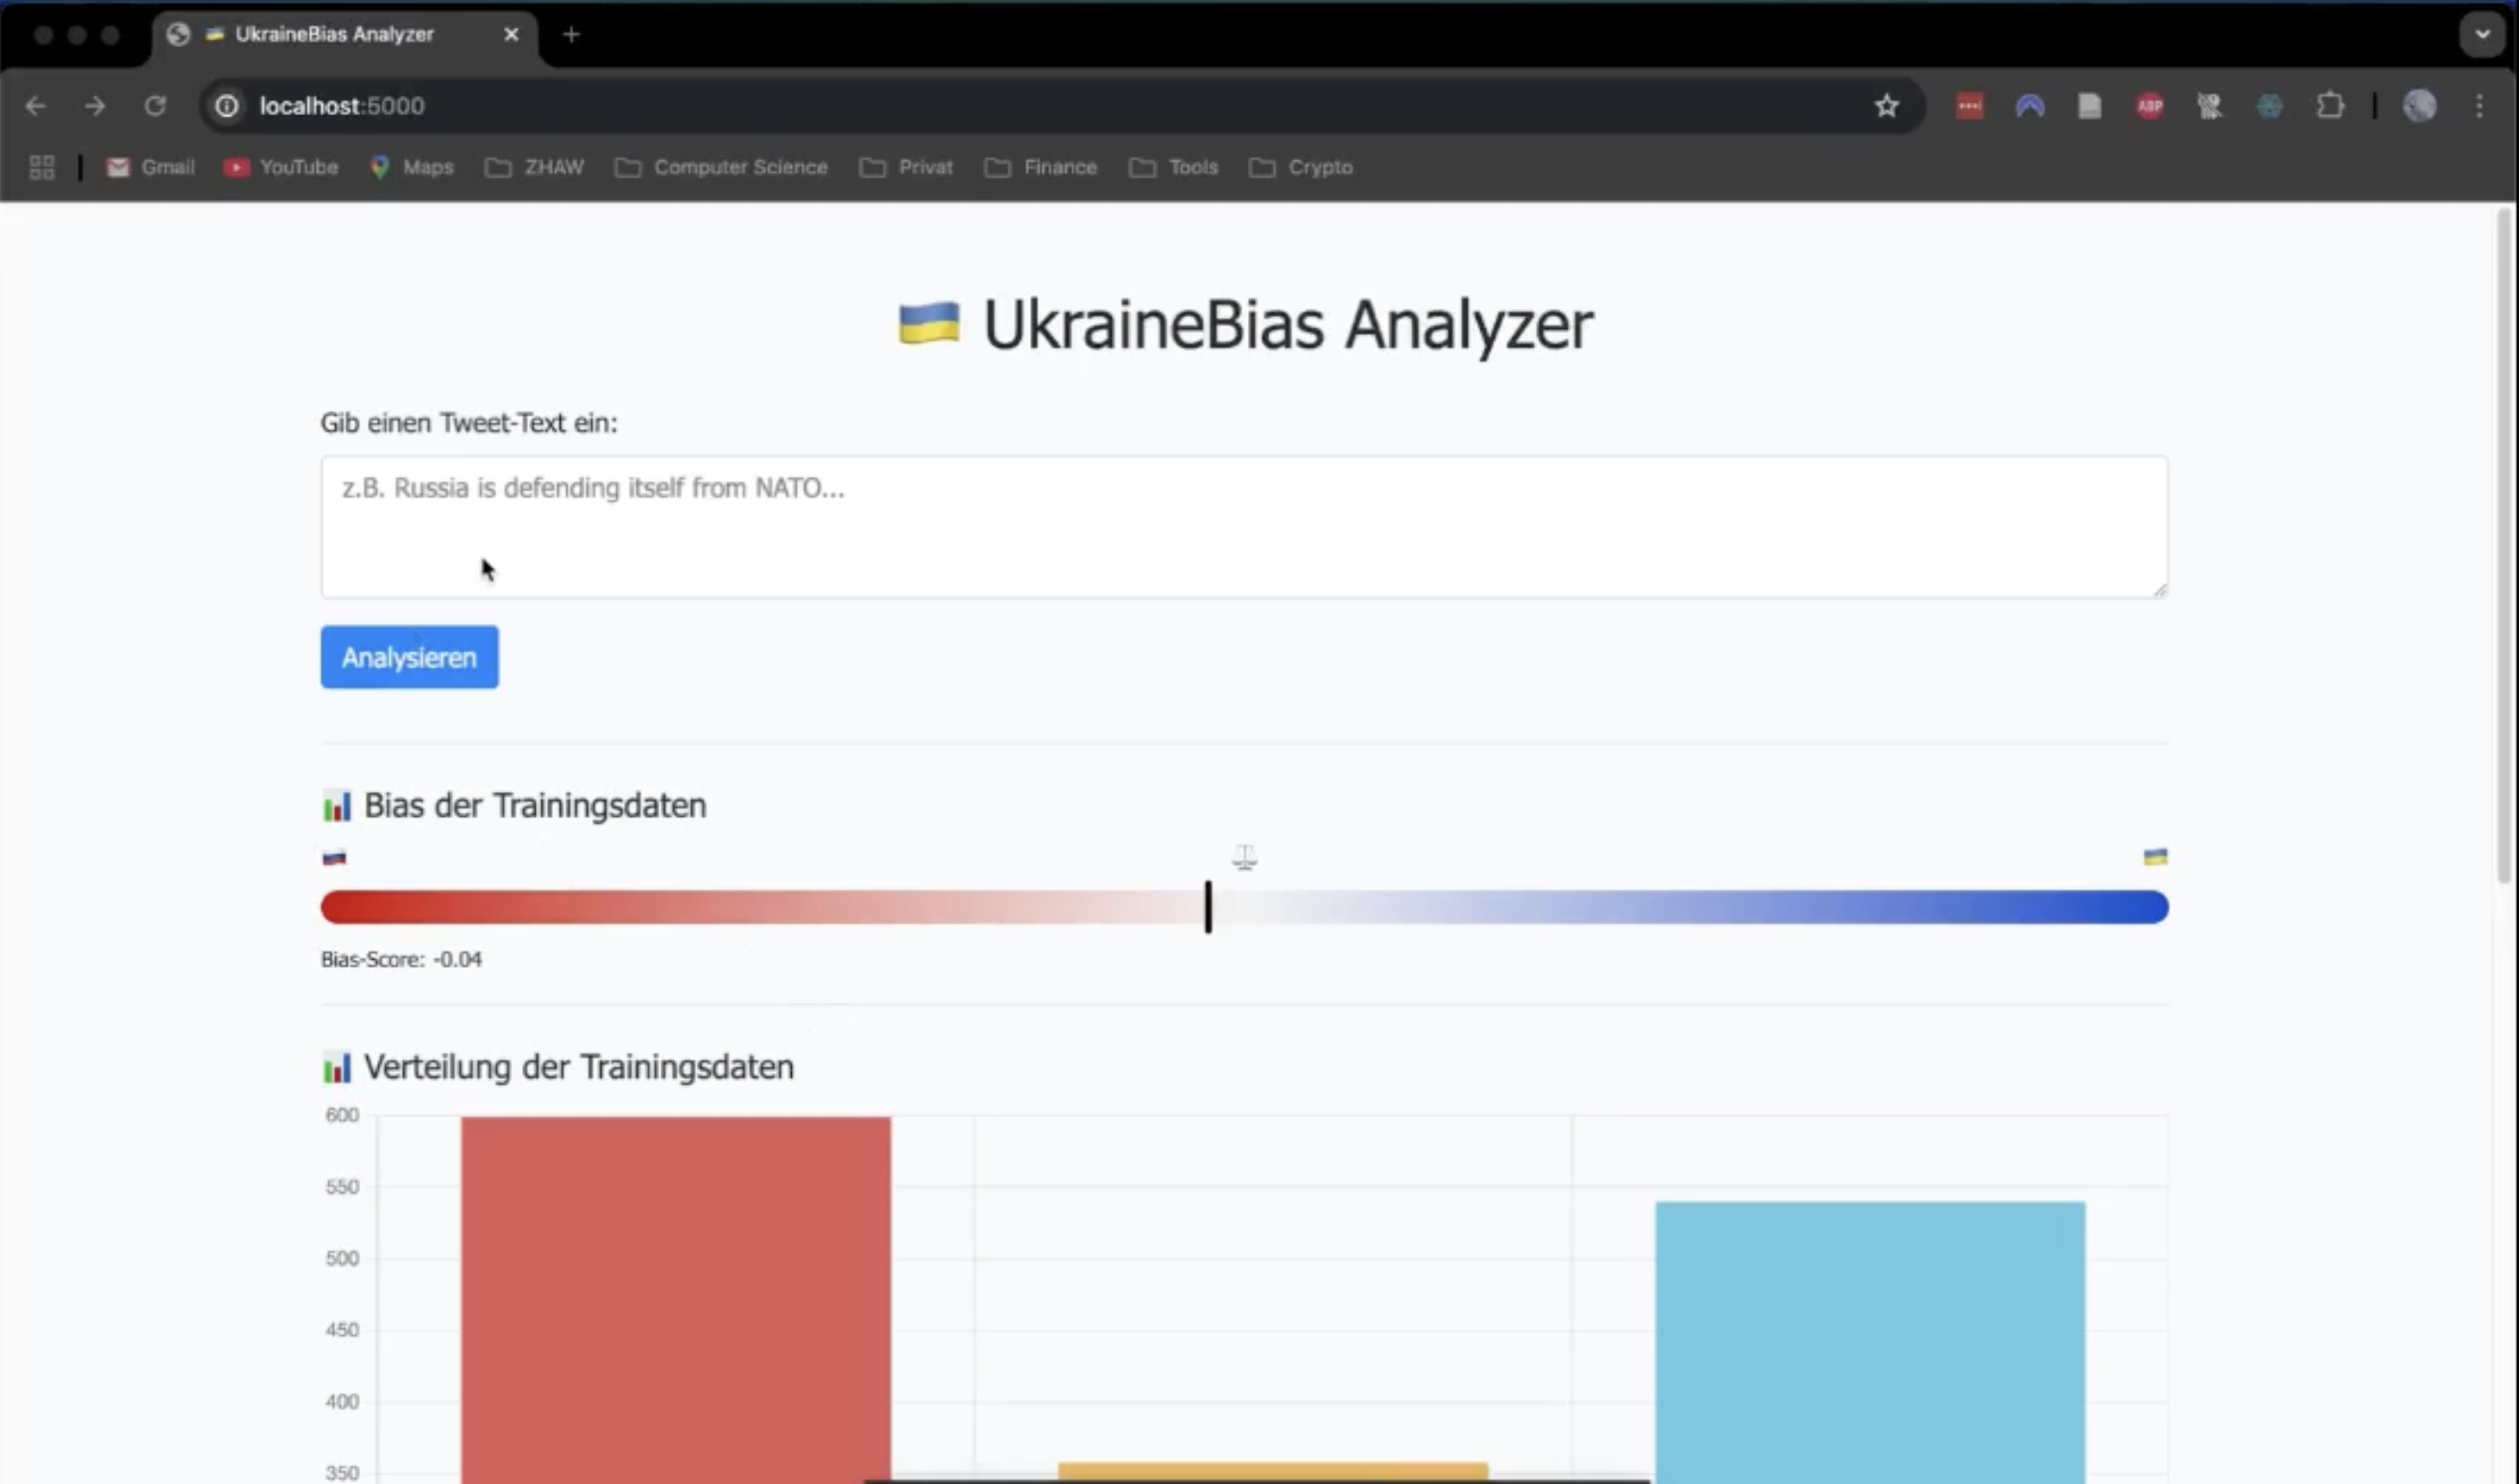 UkraineBias Analyzer
localhost:5000
Gmail YouTube Maps ZHAW Computer Science Privat Finance Tools Crypto
UkraineBias Analyzer
Gib einen Tweet-Text ein:
z.B. Russia is defending itself from NATO...
Analysieren
Bias der Trainingsdaten
Bias-Score: -0.04
Verteilung der Trainingsdaten
600
550
500
450
400
350